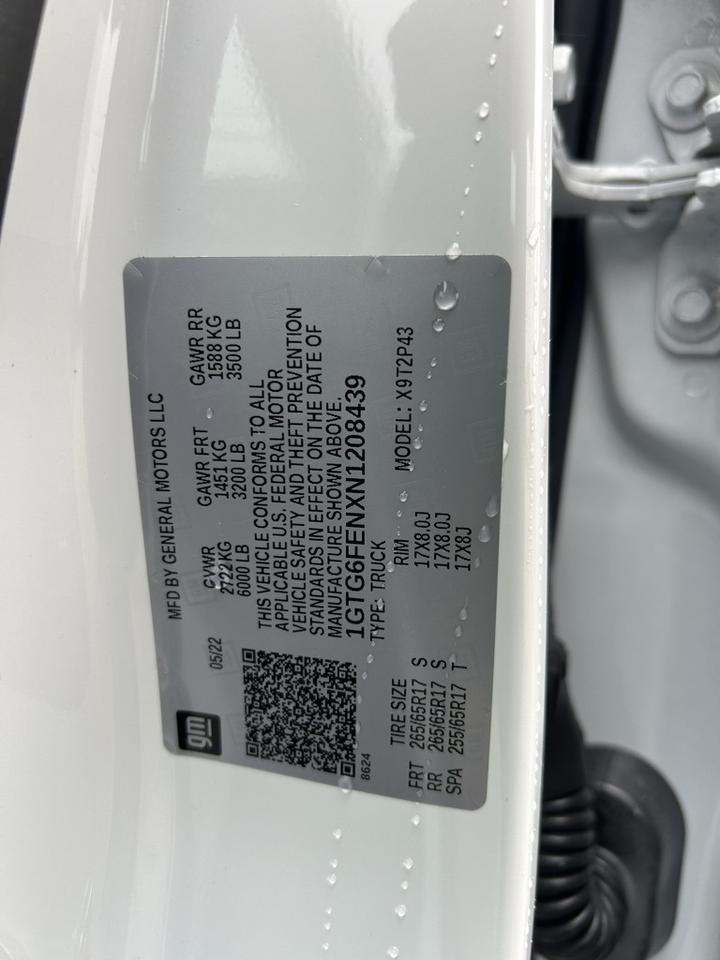 gm
MFD BY GENERAL MOTORS LLC
05/22
GVWR GAWR FRT GAWR RR
2722 KG 1451 KG 1588 KG
6000 LB 3200 LB 3500 LB
THIS VEHICLE CONFORMS TO ALL
APPLICABLE U.S. FEDERAL MOTOR
VEHICLE SAFETY AND THEFT PREVENTION
STANDARDS IN EFFECT ON THE DATE OF
MANUFACTURE SHOWN ABOVE.
1GTG6FENXN1208439
8624
TYPE: TRUCK MODEL: X9T2P43
TIRE SIZE RIM
FRT 265/65R17 S 17X8.0J
RR 265/65R17 S 17X8.0J
SPA 255/65R17 T 17X8J